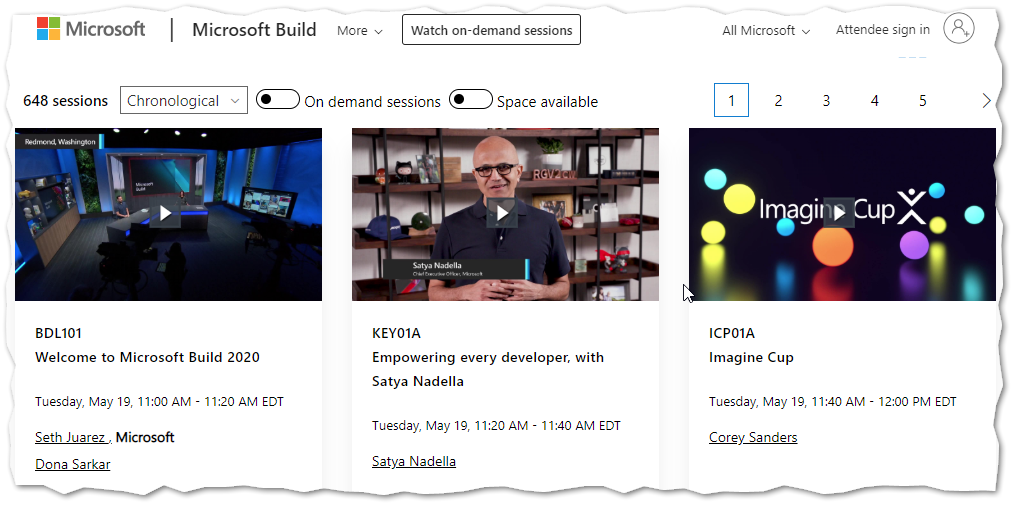 Microsoft | Microsoft Build More Watch on-demand sessions All Microsoft Attendee sign in
648 sessions Chronological On demand sessions Space available 1 2 3 4 5
Redmond, Washington
Microsoft
Build
RGV2CW
Satya Nadella
Chief Executive Officer, Microsoft
Imagine Cup
BDL101
Welcome to Microsoft Build 2020
Tuesday, May 19, 11:00 AM - 11:20 AM EDT
Seth Juarez , Microsoft
Dona Sarkar
KEY01A
Empowering every developer, with
Satya Nadella
Tuesday, May 19, 11:20 AM - 11:40 AM EDT
Satya Nadella
ICP01A
Imagine Cup
Tuesday, May 19, 11:40 AM - 12:00 PM EDT
Corey Sanders